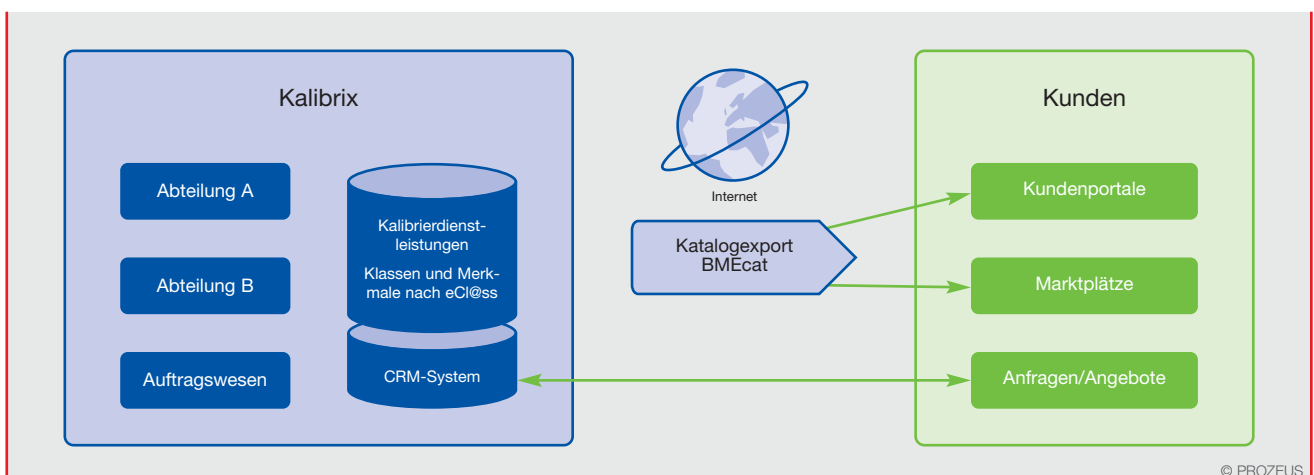 Kalibrix
Abteilung A
Abteilung B
Auftragswesen
Kalibrierdienst-
leistungen
Klassen und Merk-
male nach eCl@ss
CRM-System
Internet
Katalogexport
BMEcat
Kunden
Kundenportale
Marktplätze
Anfragen/Angebote
© PROZEUS